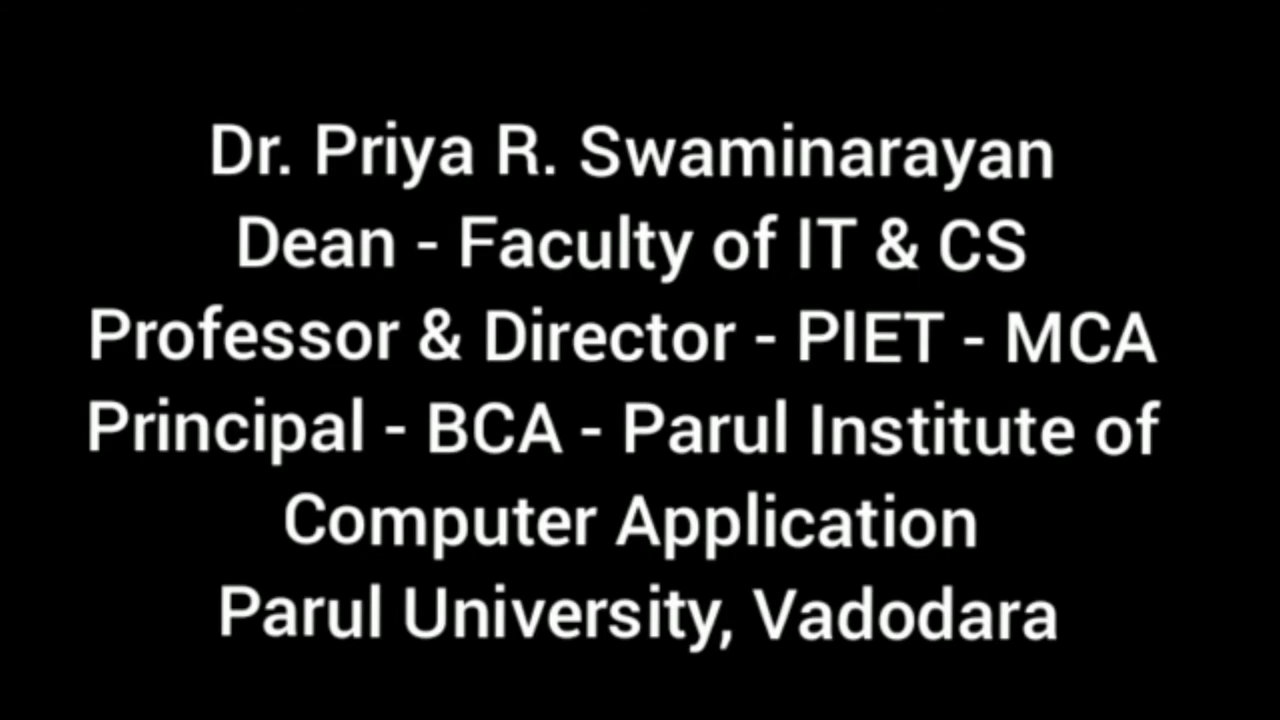 Dr. Priya R. Swaminarayan
Dean - Faculty of IT & CS
Professor & Director - PIET - MCA
Principal - BCA - Parul Institute of
Computer Application
Parul University, Vadodara